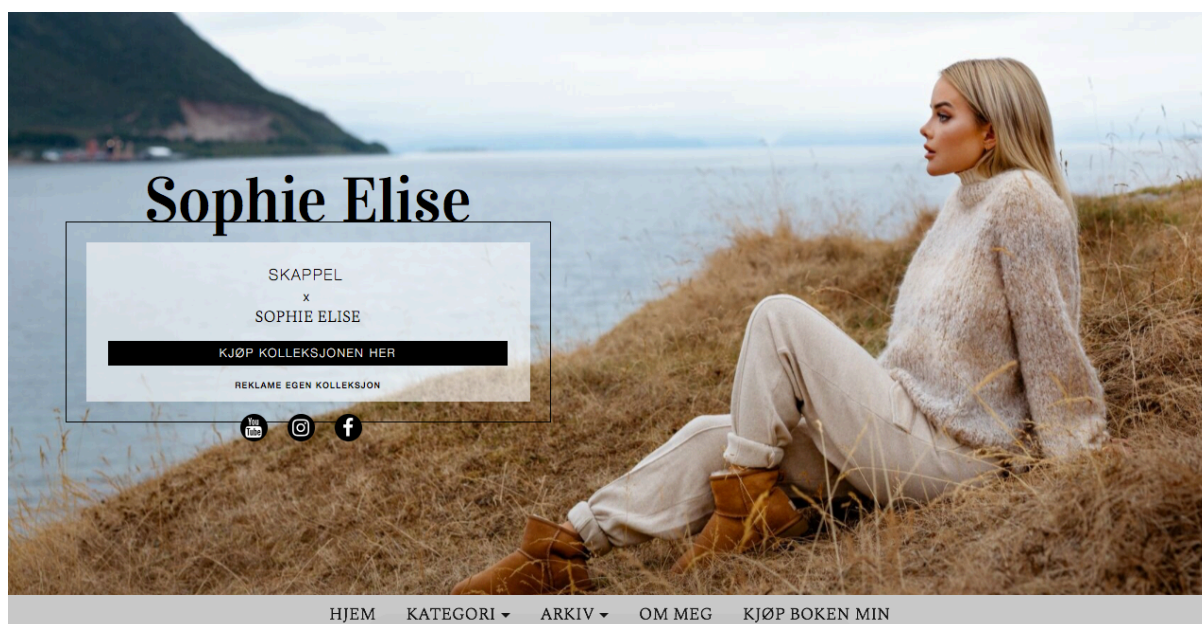 Sophie Elise
SKAPPEL
x
SOPHIE ELISE
KJØP KOLLEKSJONEN HER
REKLAME EGEN KOLLEKSJON
You
Tube
HJEM KATEGORI ARKIV OM MEG KJØP BOKEN MIN